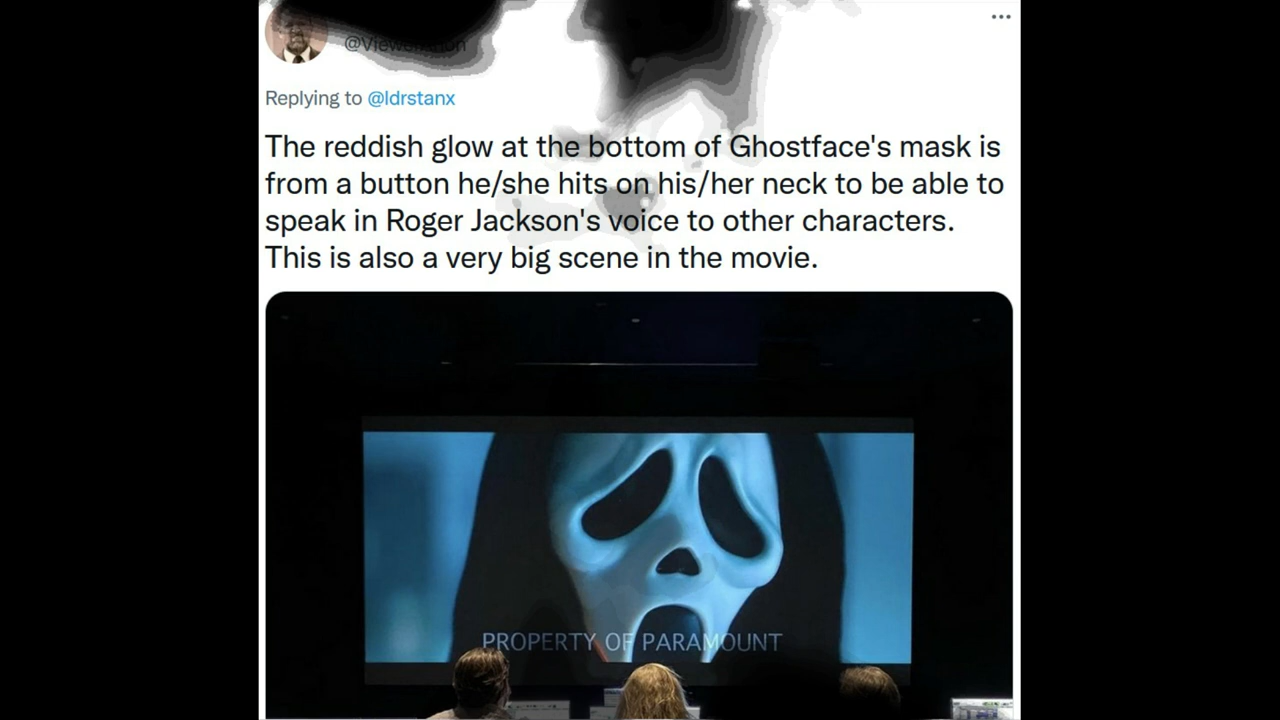 @ViewerAnon
Replying to @ldrstanx
The reddish glow at the bottom of Ghostface's mask is
from a button he/she hits on his/her neck to be able to
speak in Roger Jackson's voice to other characters.
This is also a very big scene in the movie.
PROPERTY OF PARAMOUNT